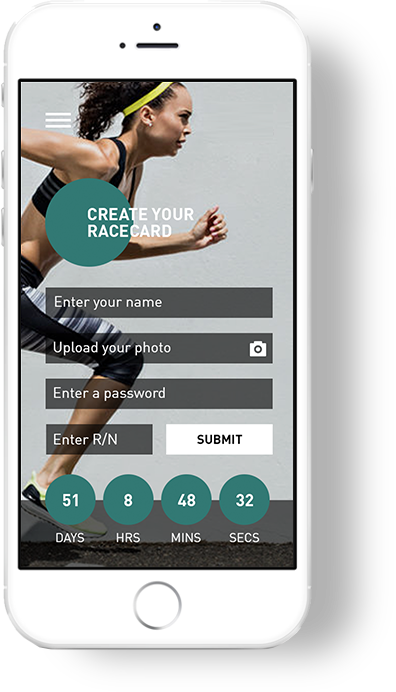 CREATE YOUR
RACECARD
Enter your name
Upload your photo
Enter a password
Enter R/N SUBMIT
51 8 48 32
DAYS HRS MINS SECS